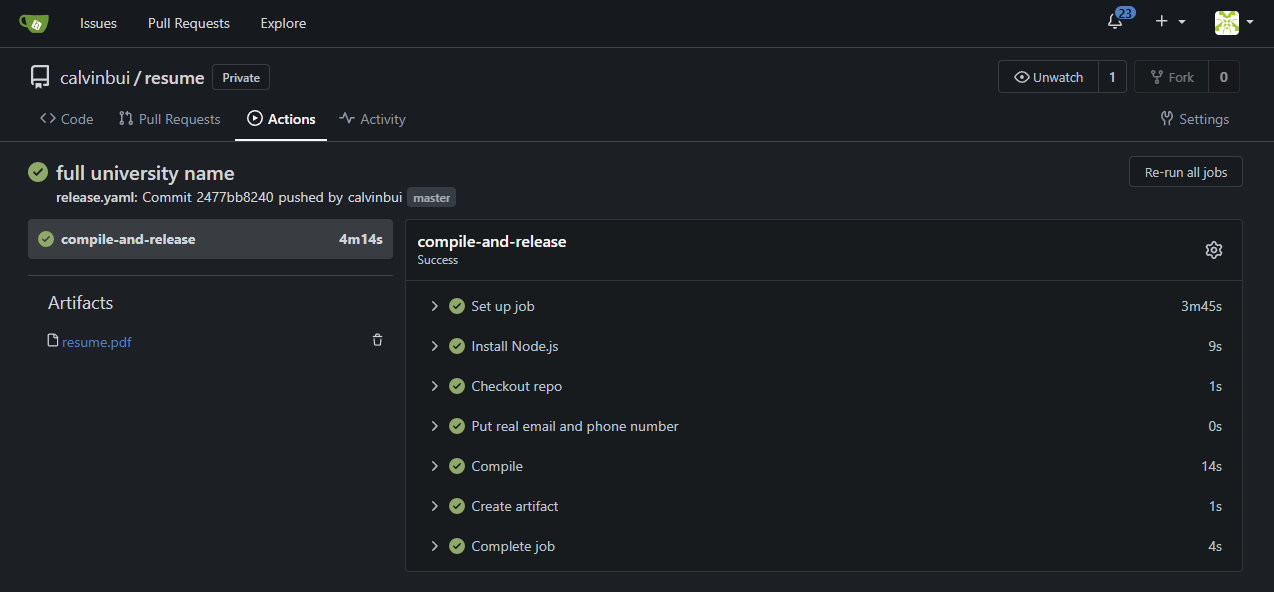 Issues Pull Requests Explore 23
calvinbui / resume Private Unwatch 1 Fork 0
Code Pull Requests Actions Activity Settings
full university name Re-run all jobs
release.yaml: Commit 2477bb8240 pushed by calvinbui master
compile-and-release 4m14s
Artifacts
resume.pdf
compile-and-release
Success
Set up job 3m45s
Install Node.js 9s
Checkout repo 1s
Put real email and phone number 0s
Compile 14s
Create artifact 1s
Complete job 4s